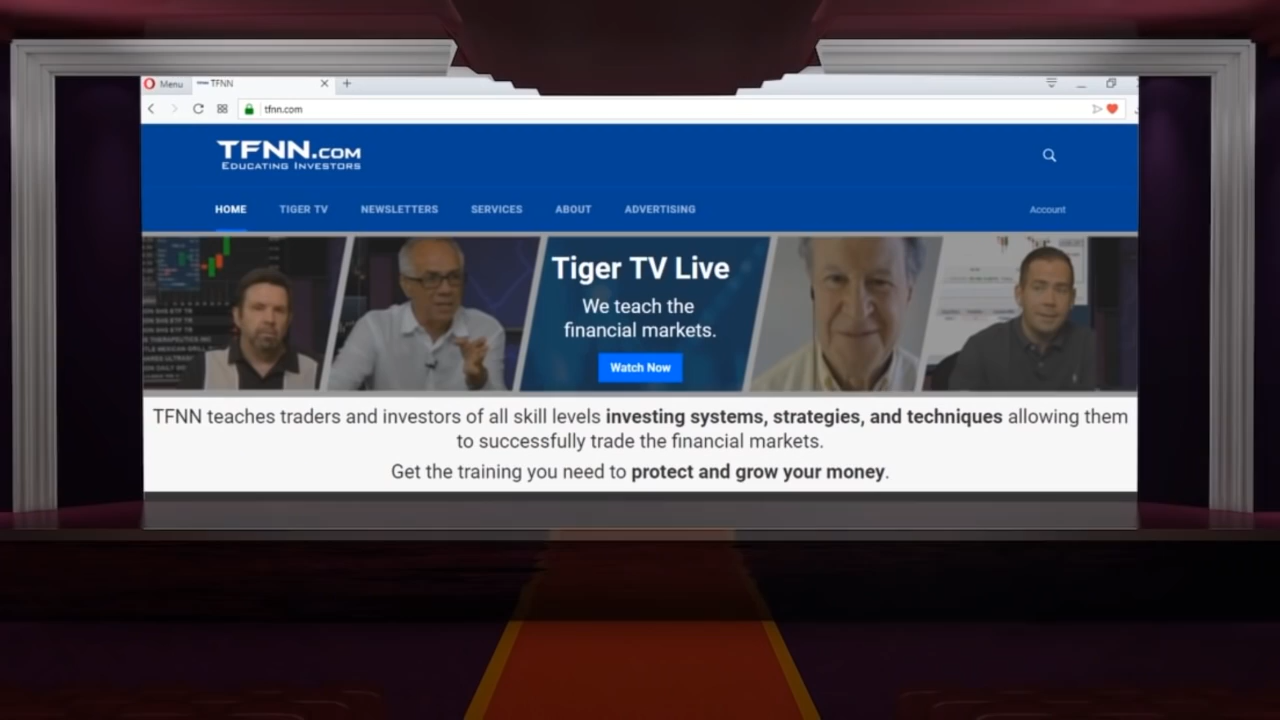 Menu
TFNN
tfnn.com
TFNN.COM
EDUCATING INVESTORS
HOME TIGER TV NEWSLETTERS SERVICES ABOUT ADVERTISING Account
Tiger TV Live
We teach the
financial markets.
Watch Now
TFNN teaches traders and investors of all skill levels investing systems, strategies, and techniques allowing them
to successfully trade the financial markets.
Get the training you need to protect and grow your money.